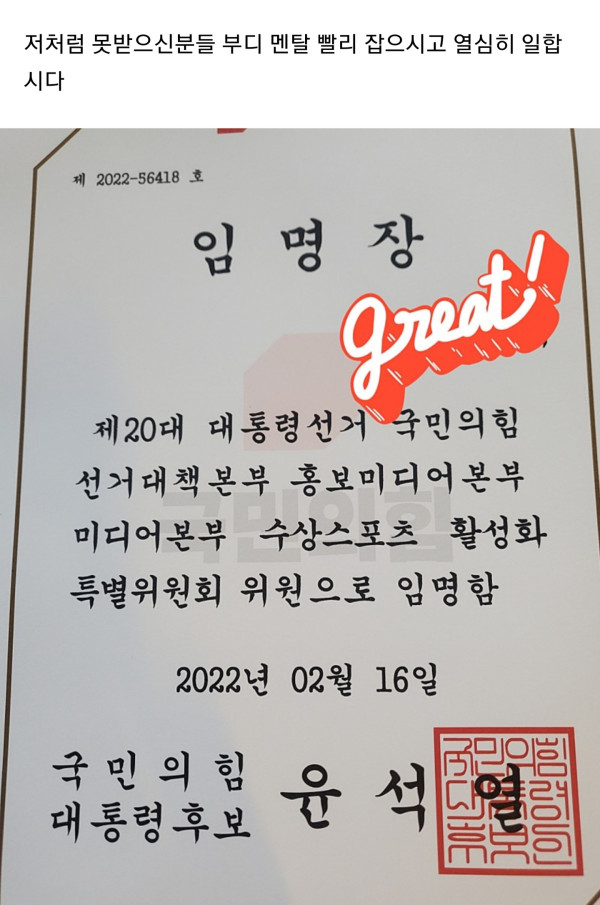 저처럼 못받으신분들 부디 멘탈 빨리 잡으시고 열심히 일합
시다
제 2022-56418 호
임 명 장
great!
제20대 대통령선거 국민의힘
선거대책본부 홍보미디어본부
미디어본부 수상스포츠 활성화
특별위원회 위원으로 임명함
국민의힘
2022년 02월 16일
국 민 의 힘
대통령후보 윤 석 열